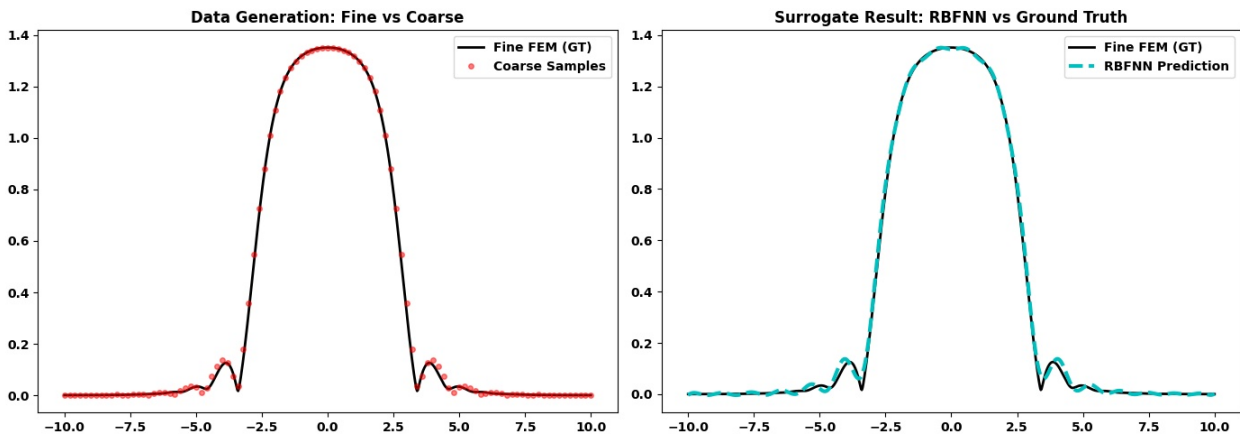 Data Generation: Fine vs Coarse
1.4
1.2
1.0
0.8
0.6
0.4
0.2
0.0
Fine FEM (GT)
Coarse Samples
−10.0 −7.5 −5.0 −2.5 0.0 2.5 5.0 7.5 10.0
Surrogate Result: RBFNN vs Ground Truth
1.4
1.2
1.0
0.8
0.6
0.4
0.2
0.0
Fine FEM (GT)
RBFNN Prediction
−10.0 −7.5 −5.0 −2.5 0.0 2.5 5.0 7.5 10.0